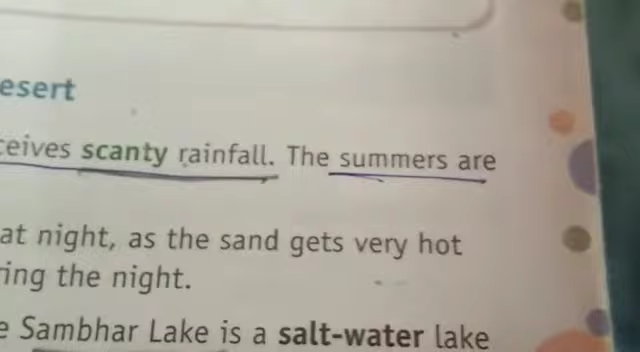 esert
ceives scanty rainfall. The summers are
at night, as the sand gets very hot
ring the night.
e Sambhar Lake is a salt-water lake